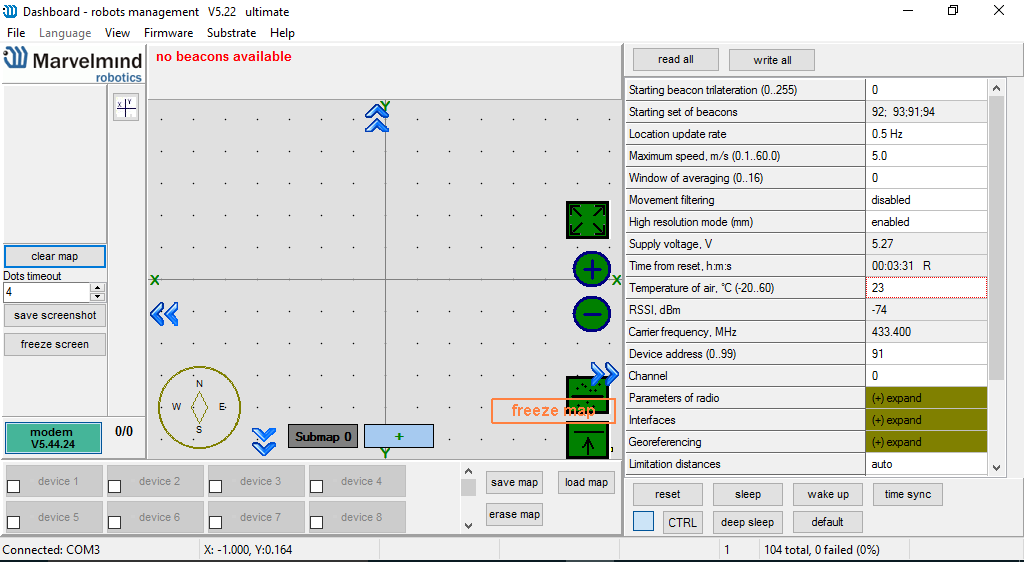 Dashboard - robots management V5.22 ultimate
File Language View Firmware Substrate Help
Marvelmind
robotics
no beacons available
read all write all
Starting beacon trilateration (0..255) 0
Starting set of beacons 92; 93;91;94
Location update rate 0.5 Hz
Maximum speed, m/s (0.1..60.0) 5.0
Window of averaging (0..16) 0
Movement filtering disabled
High resolution mode (mm) enabled
Supply voltage, V 5.27
Time from reset, h:m:s 00:03:31 R
Temperature of air, °C (-20..60) 23
RSSI, dBm -74
Carrier frequency, MHz 433.400
Device address (0..99) 91
Channel 0
Parameters of radio (+) expand
Interfaces (+) expand
Georeferencing (+) expand
Limitation distances auto
X Y
Y
X X
Y
clear map
Dots timeout
4
save screenshot
freeze screen
N
W E
S
freeze map
Submap 0 +
modem
V5.44.24
0/0
device 1 device 2 device 3 device 4
device 5 device 6 device 7 device 8
save map load map
erase map
reset sleep wake up time sync
CTRL deep sleep default
Connected: COM3 X: -1.000, Y:0.164 1 104 total, 0 failed (0%)